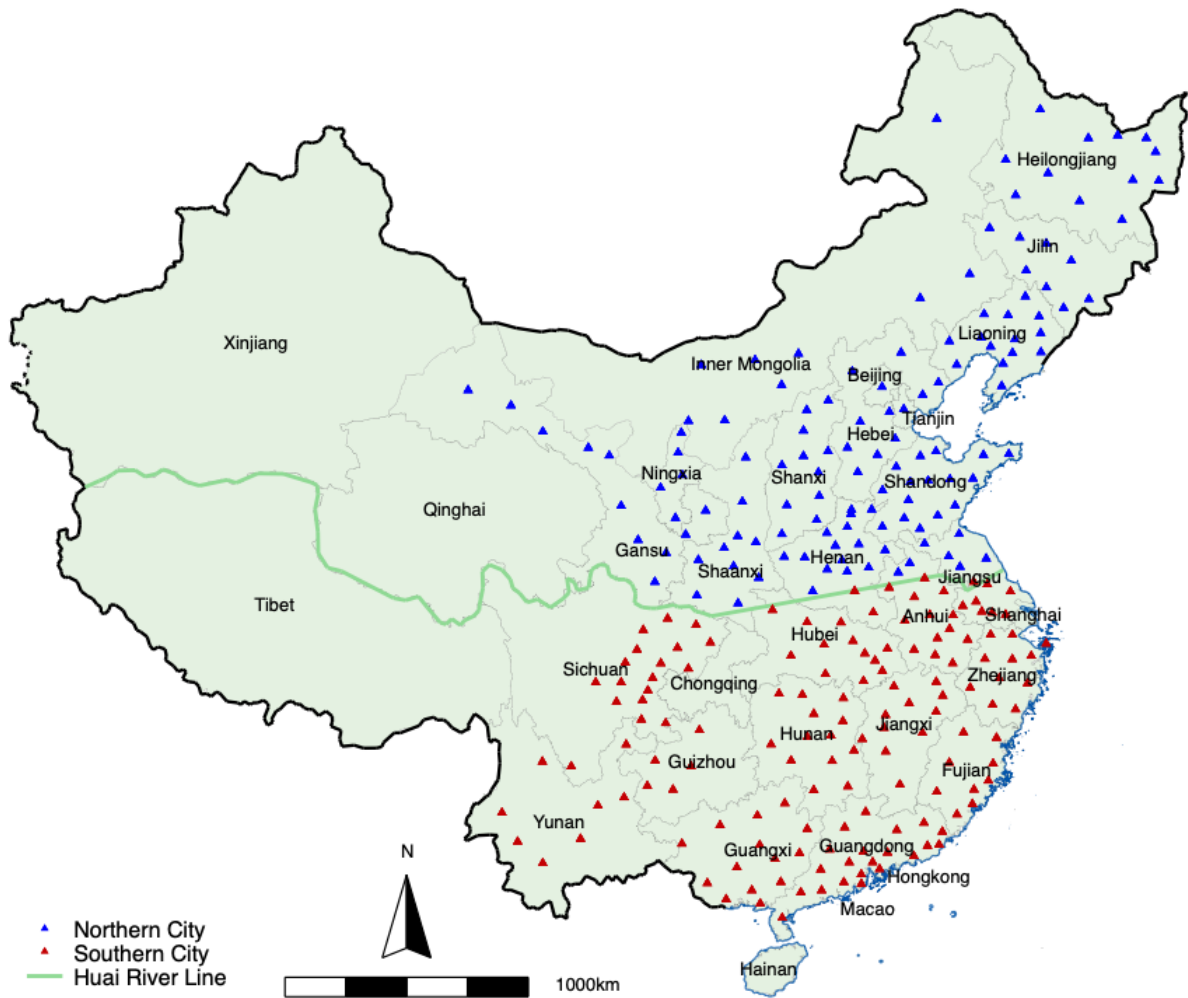 Heilongjiang
Jilin
Liaoning
Xinjiang
Inner Mongolia
Beijing
Tianjin
Hebei
Ningxia
Shanxi
Shandong
Qinghai
Gansu
Shaanxi
Henan
Jiangsu
Tibet
Anhui
Shanghai
Hubei
Sichuan
Chongqing
Zhejiang
Hunan
Jiangxi
Guizhou
Fujian
Yunan
Guangxi
Guangdong
Hongkong
Macao
Hainan
N
Northern City
Southern City
Huai River Line
1000km